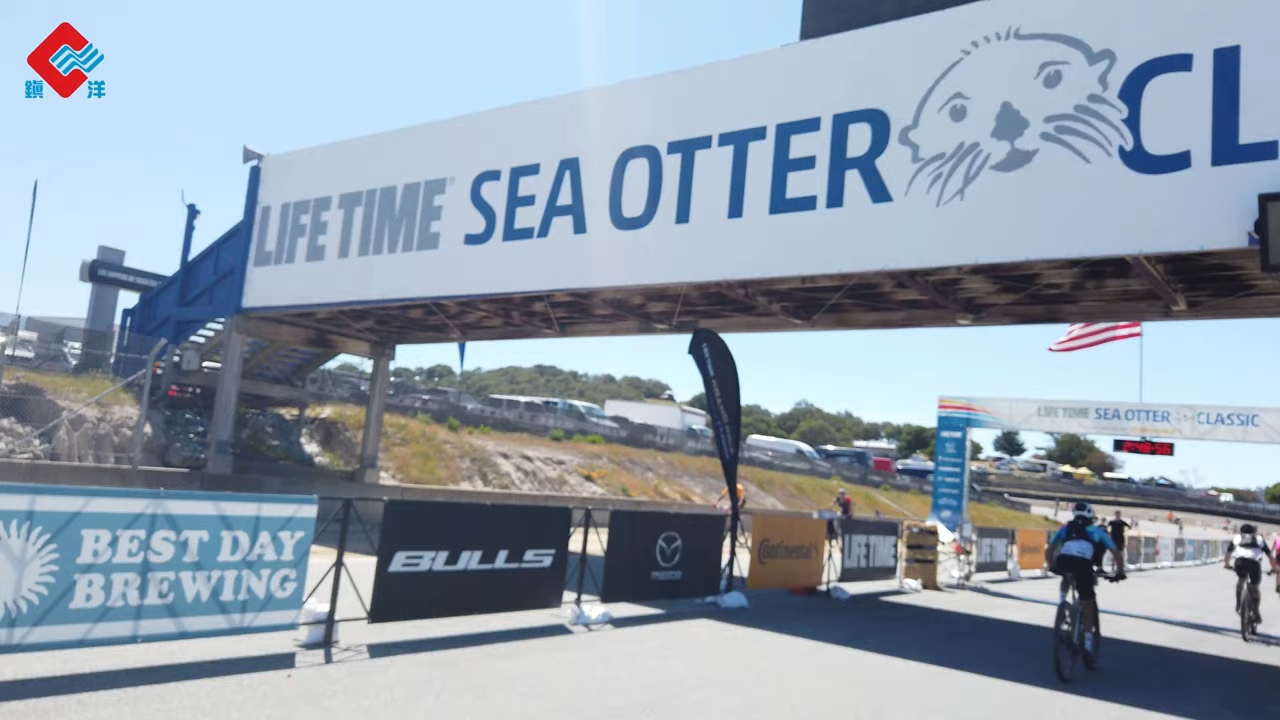 鎭洋
LIFE TIME SEA OTTER CL
LIFE TIME SEA OTTER CLASSIC
BEST DAY
BREWING
BULLS
mazda
Continental
LIFE TIME
LIFE TIME